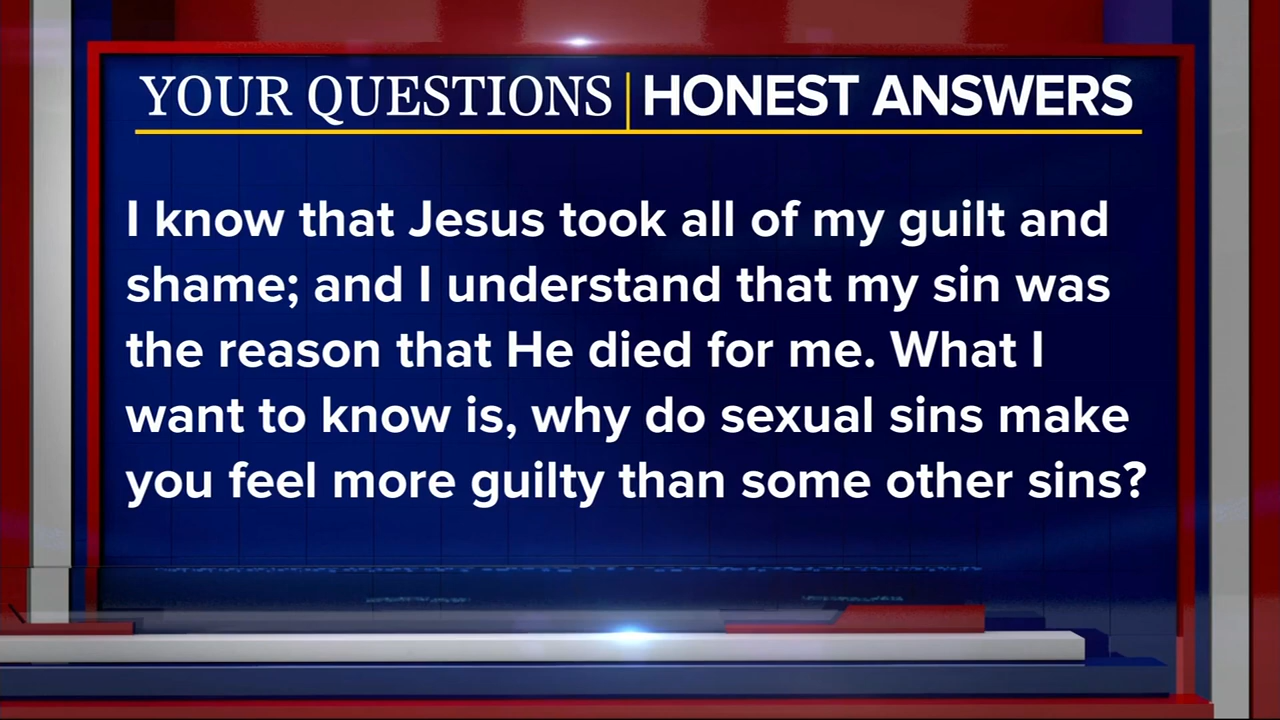 YOUR QUESTIONS | HONEST ANSWERS
I know that Jesus took all of my guilt and
shame; and I understand that my sin was
the reason that He died for me. What I
want to know is, why do sexual sins make
you feel more guilty than some other sins?